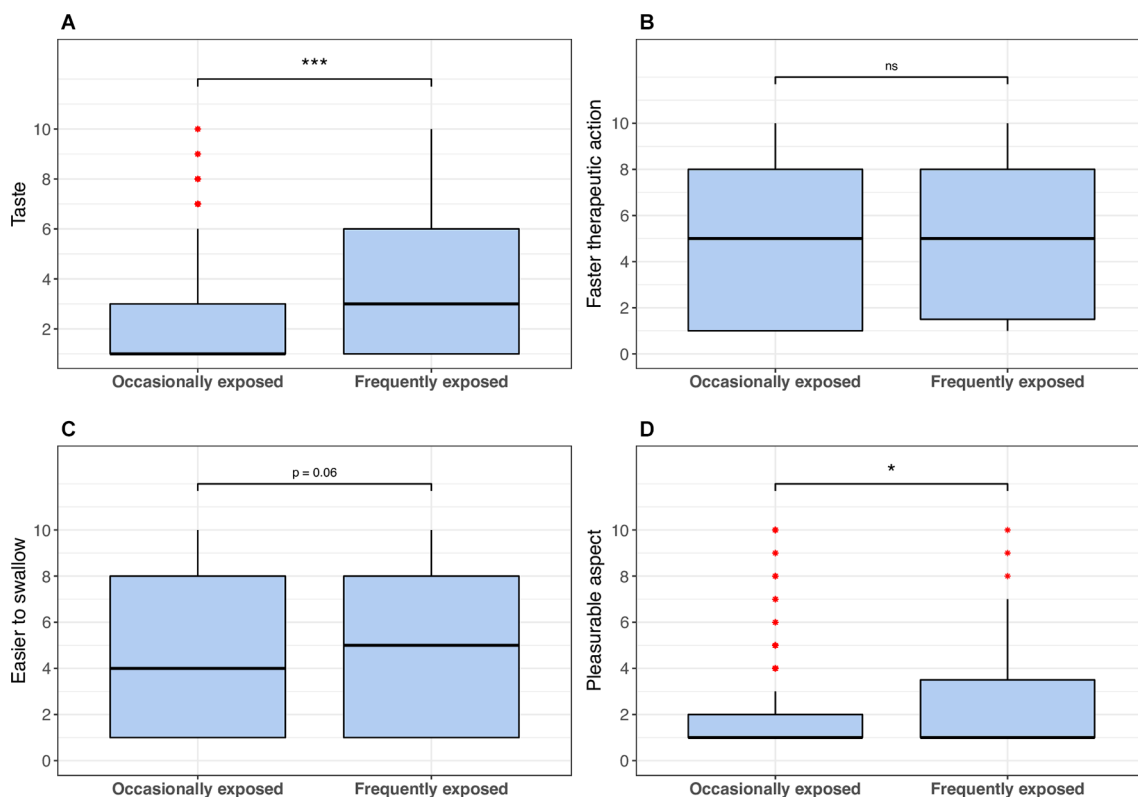 A
***
Taste
10
8
6
4
2
Occasionally exposed
Frequently exposed
B
ns
Faster therapeutic action
10
8
6
4
2
0
Occasionally exposed
Frequently exposed
C
p = 0.06
Easier to swallow
10
8
6
4
2
0
Occasionally exposed
Frequently exposed
D
*
Pleasurable aspect
10
8
6
4
2
0
Occasionally exposed
Frequently exposed